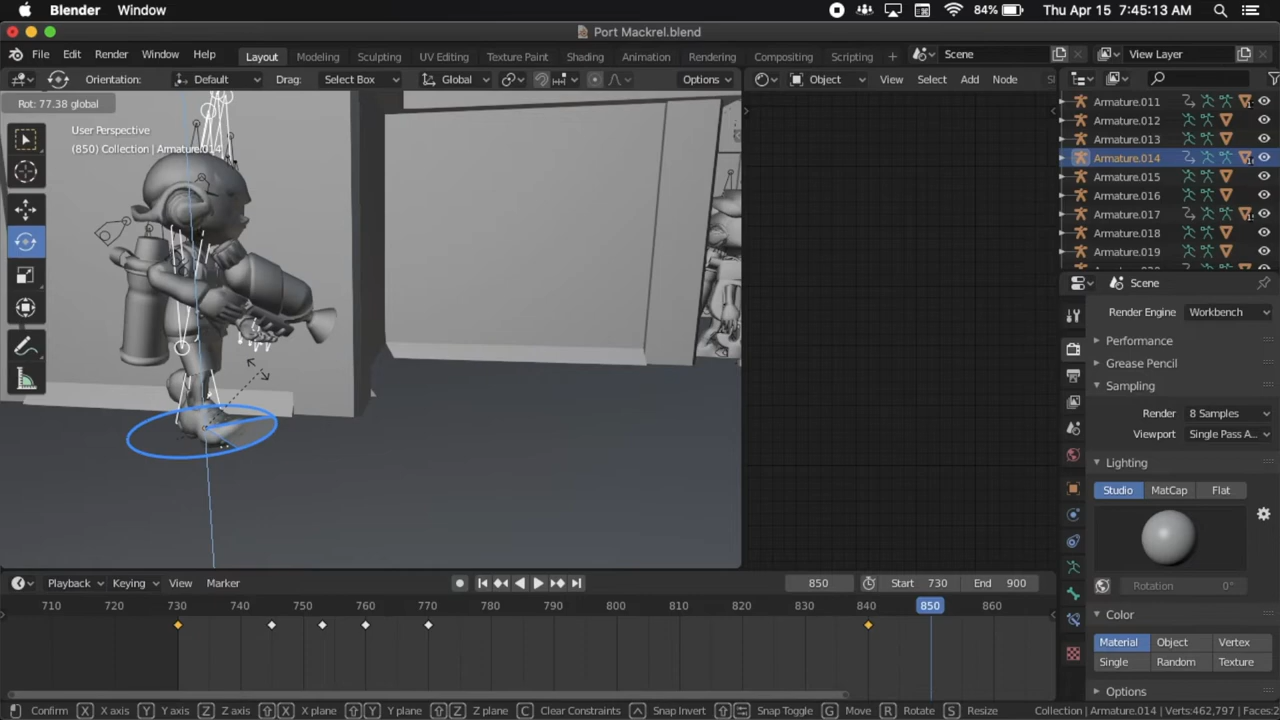 Blender Window 84% Thu Apr 15 7:45:13 AM
Port Mackrel.blend
File Edit Render Window Help Layout Modeling Sculpting UV Editing Texture Paint Shading Animation Rendering Compositing Scripting + Scene View Layer
Orientation: Default Drag: Select Box Global Options Object View Select Add Node
Rot: 77.38 global
User Perspective
(850) Collection | Armature.014
Armature.011
Armature.012
Armature.013
Armature.014
Armature.015
Armature.016
Armature.017
Armature.018
Armature.019
Scene
Render Engine Workbench
Performance
Grease Pencil
Sampling
Render 8 Samples
Viewport Single Pass A...
Lighting
Studio MatCap Flat
Rotation 0°
Color
Material Object Vertex
Single Random Texture
Options
Playback Keying View Marker 850 Start 730 End 900
710 720 730 740 750 760 770 780 790 800 810 820 830 840 850 860
Confirm X X axis Y Y axis Z Z axis X X plane Y Y plane Z Z plane C Clear Constraints Snap Invert Snap Toggle G Move R Rotate S Resize Collection | Armature.014 | Verts:462,797 | Faces:2